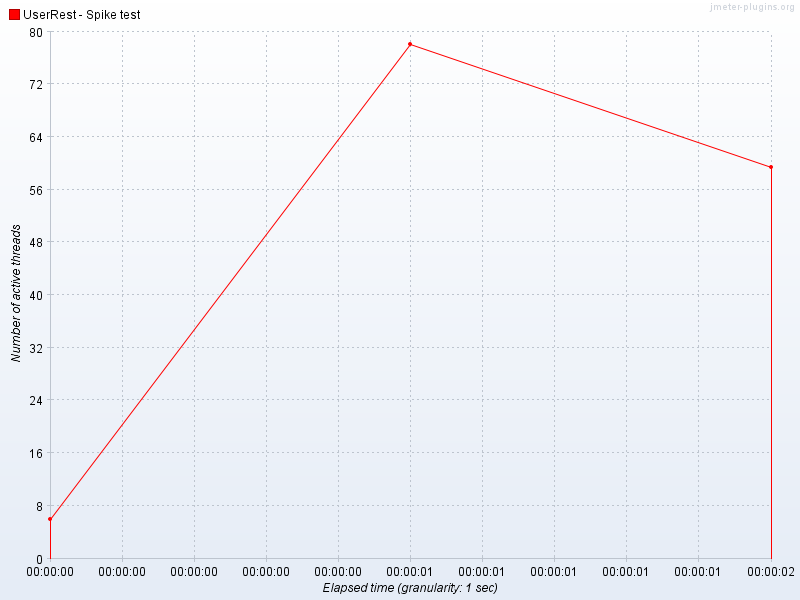 jmeter-plugins.org
UserRest - Spike test
80
72
64
56
48
40
32
24
16
8
0
Number of active threads
00:00:00 00:00:00 00:00:00 00:00:00 00:00:00 00:00:01 00:00:01 00:00:01 00:00:01 00:00:01 00:00:02
Elapsed time (granularity: 1 sec)